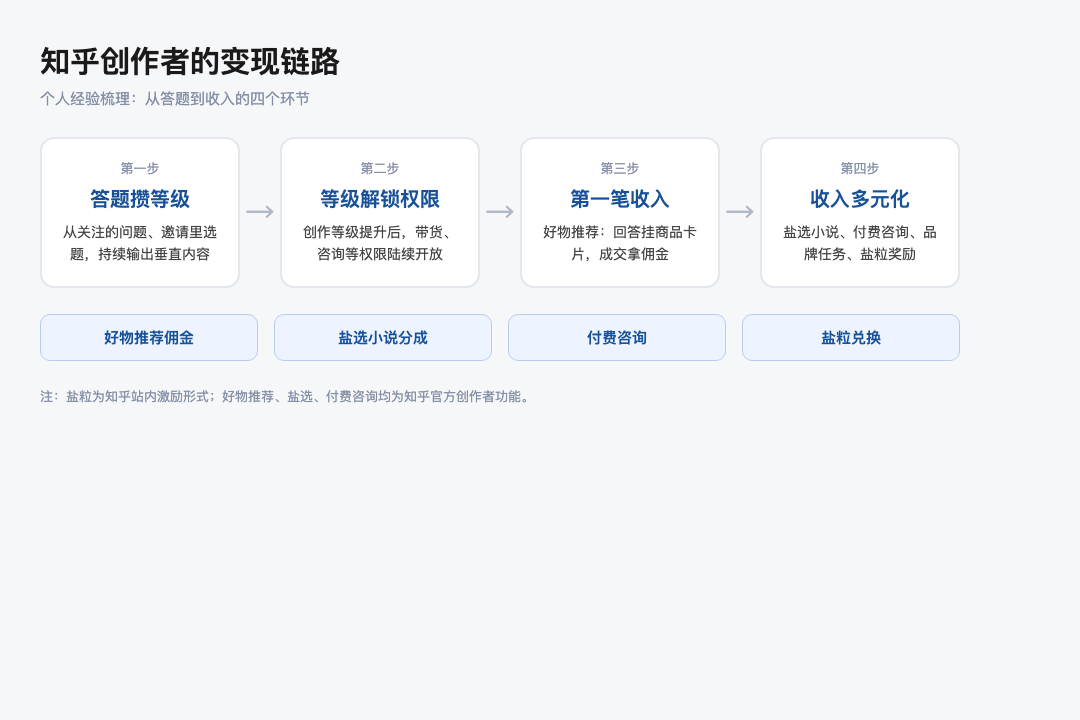 知乎创作者的变现链路
个人经验梳理：从答题到收入的四个环节
第一步
答题攒等级
从关注的问题、邀请里选
题，持续输出垂直内容
第二步
等级解锁权限
创作等级提升后，带货、
咨询等权限陆续开放
第三步
第一笔收入
好物推荐：回答挂商品卡
片，成交拿佣金
第四步
收入多元化
盐选小说、付费咨询、品
牌任务、盐粒奖励
好物推荐佣金
盐选小说分成
付费咨询
盐粒兑换
注：盐粒为知乎站内激励形式；好物推荐、盐选、付费咨询均为知乎官方创作者功能。